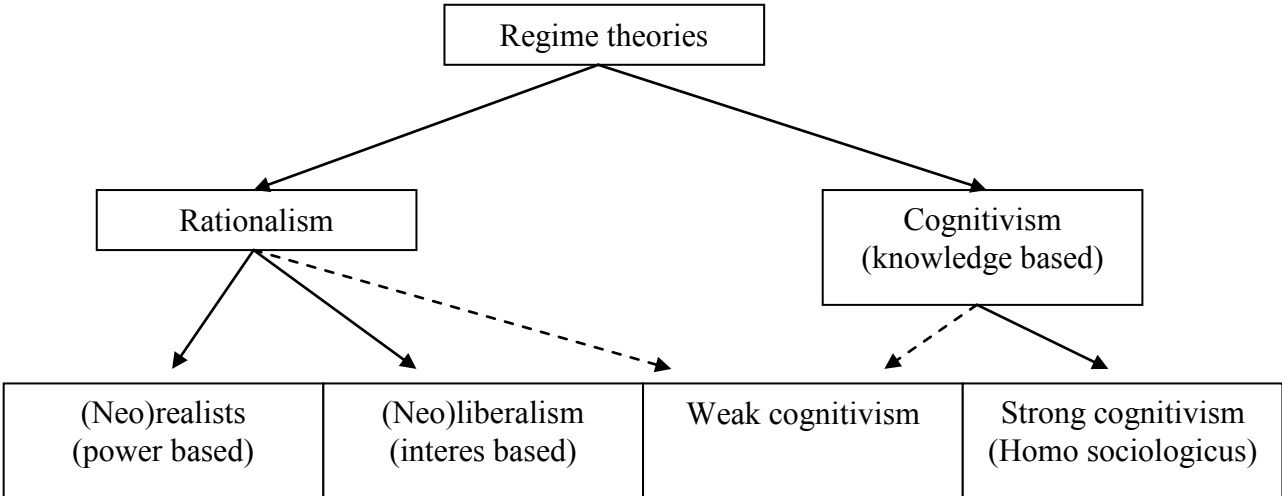 Regime theories
Rationalism
Cognitivism
(knowledge based)
(Neo)realists
(power based)
(Neo)liberalism
(interes based)
Weak cognitivism
Strong cognitivism
(Homo sociologicus)